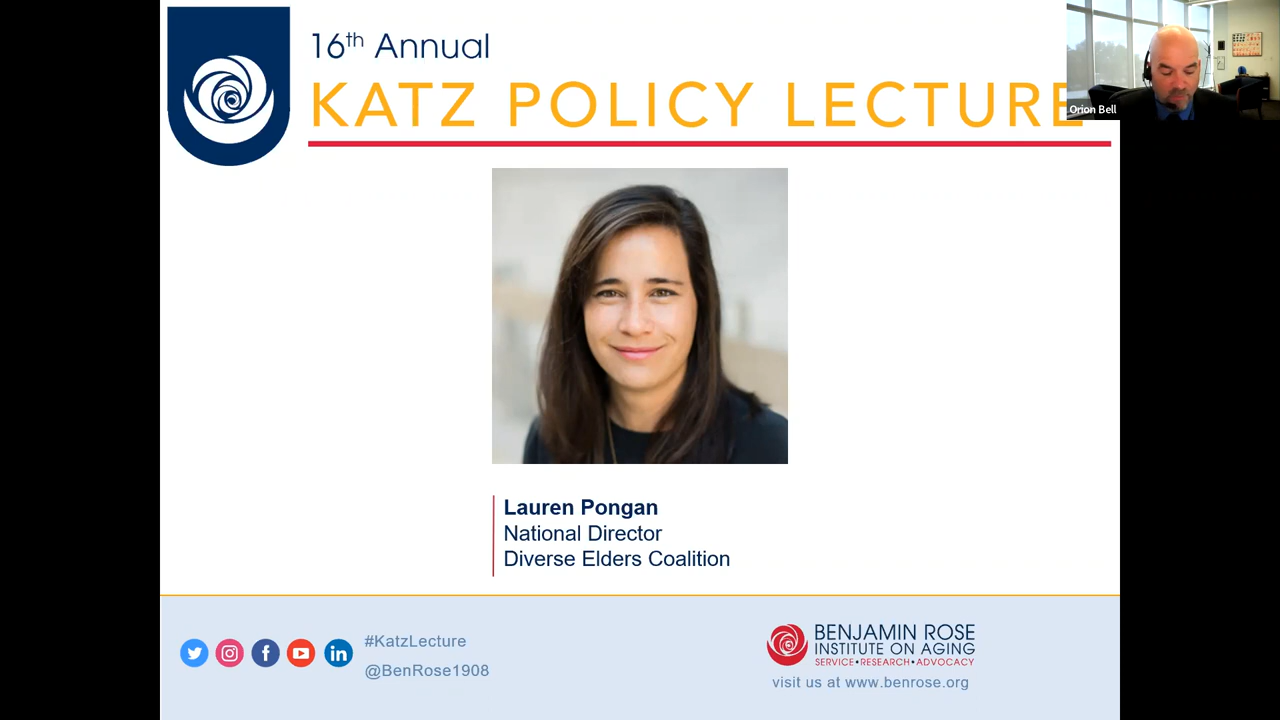 16th Annual
KATZ POLICY LECTURE
Orion Bell
Lauren Pongan
National Director
Diverse Elders Coalition
#KatzLecture
@BenRose1908
BENJAMIN ROSE
INSTITUTE ON AGING
SERVICE•RESEARCH•ADVOCACY
visit us at www.benrose.org